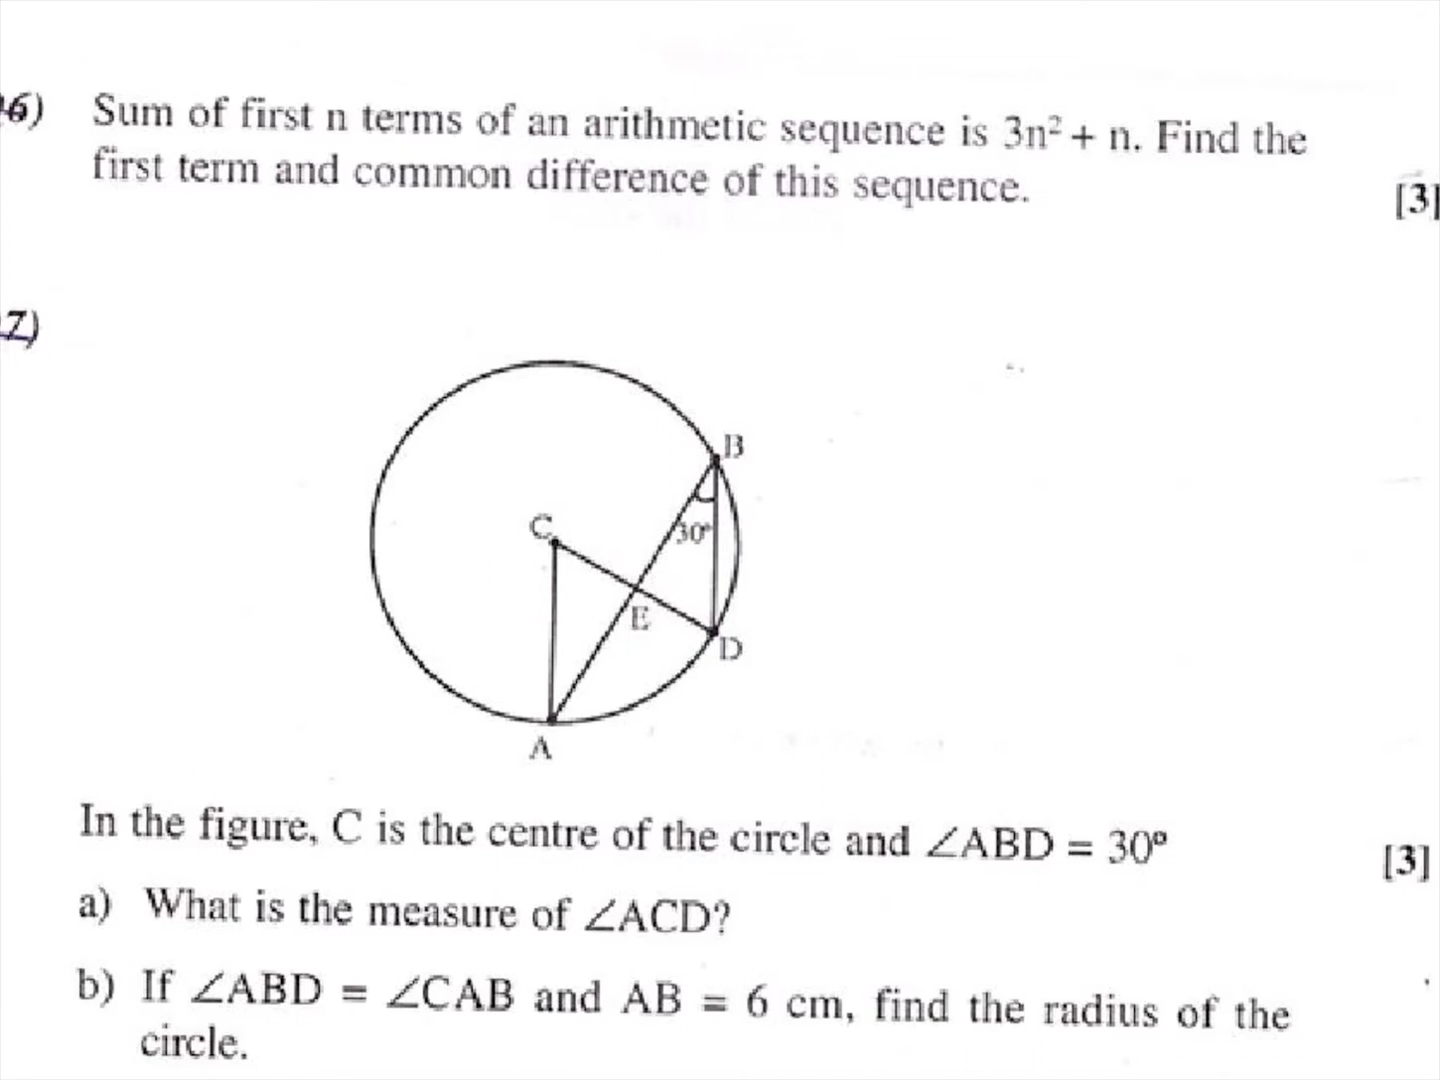 6) Sum of first n terms of an arithmetic sequence is 3n² + n. Find the
first term and common difference of this sequence.
[3]
7)
B
C
30°
E
D
A
In the figure, C is the centre of the circle and ∠ABD = 30°
[3]
a) What is the measure of ∠ACD?
b) If ∠ABD = ∠CAB and AB = 6 cm, find the radius of the
circle.